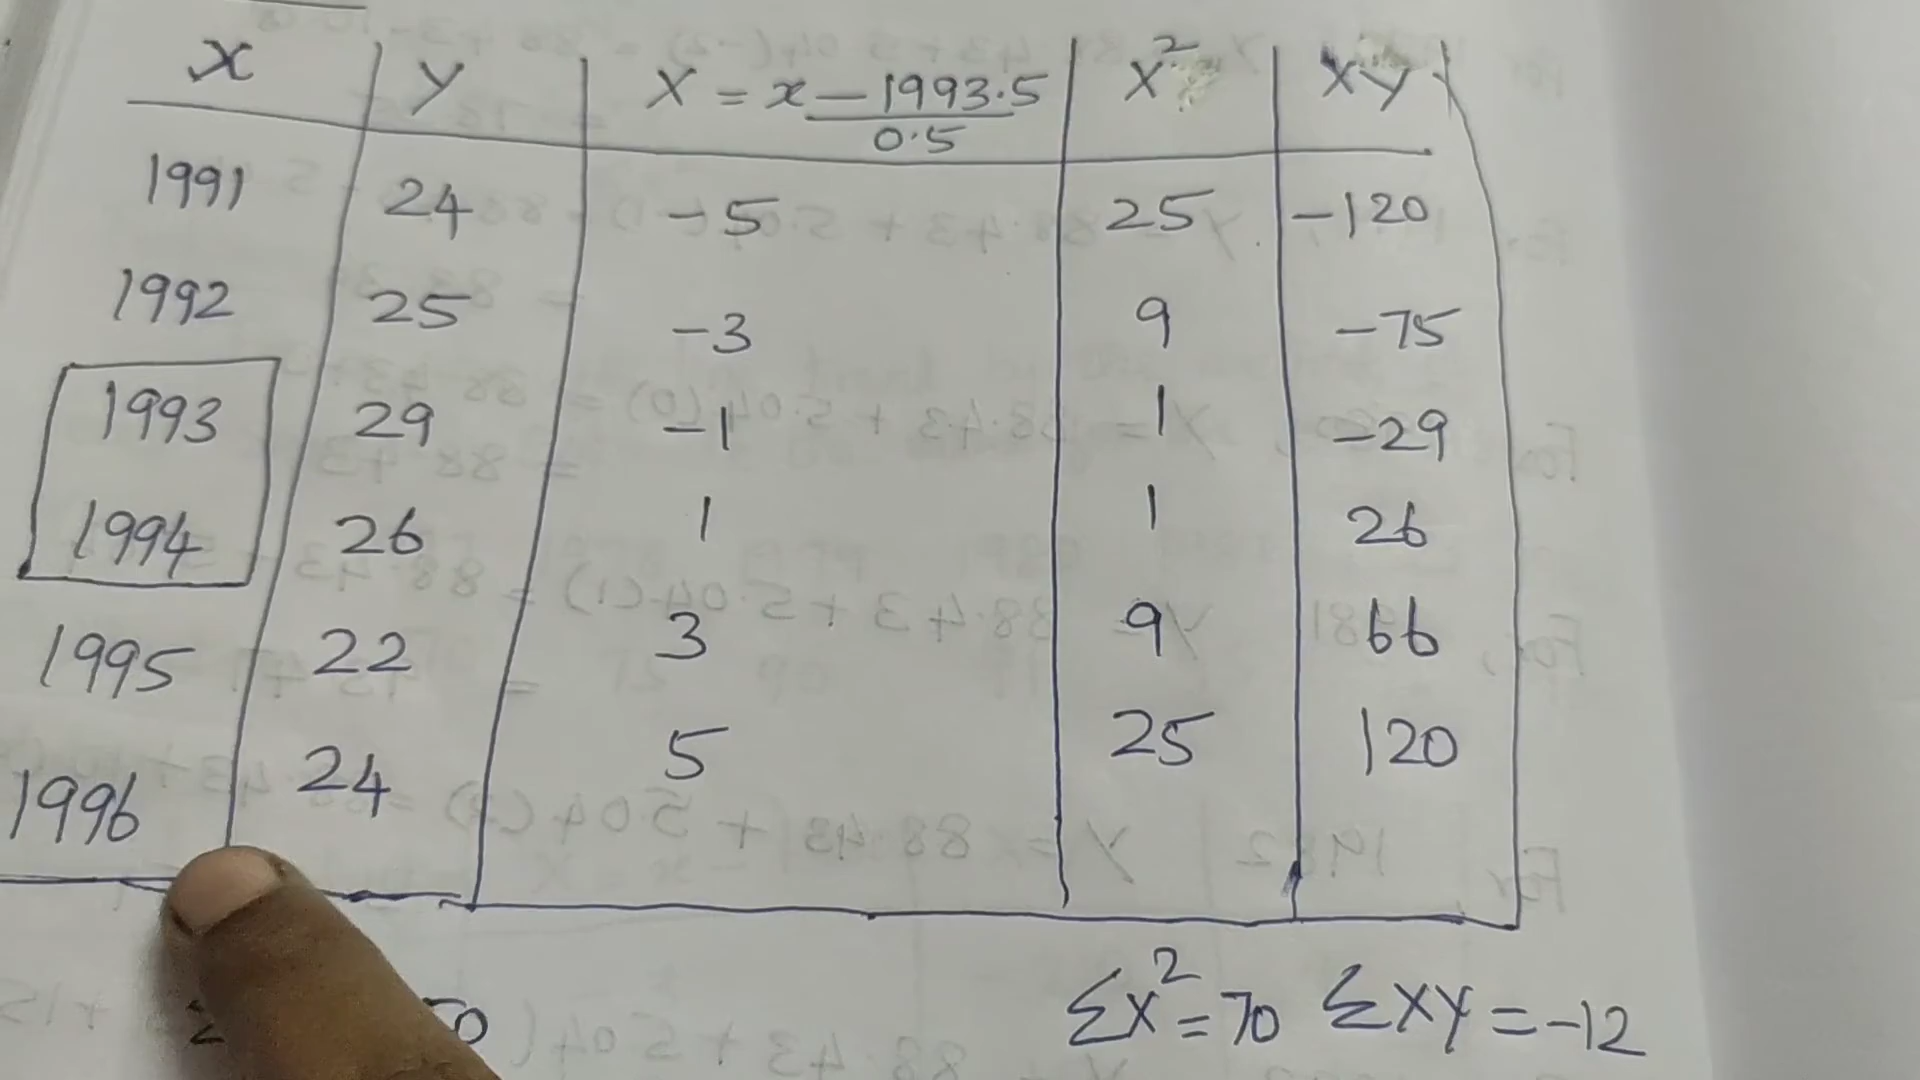 x y X = x - 1993.5 / 0.5 X² XY
1991 24 -5 25 -120
1992 25 -3 9 -75
1993 29 -1 1 -29
1994 26 1 1 26
1995 22 3 9 66
1996 24 5 25 120
ΣX² = 70 ΣXY = -12